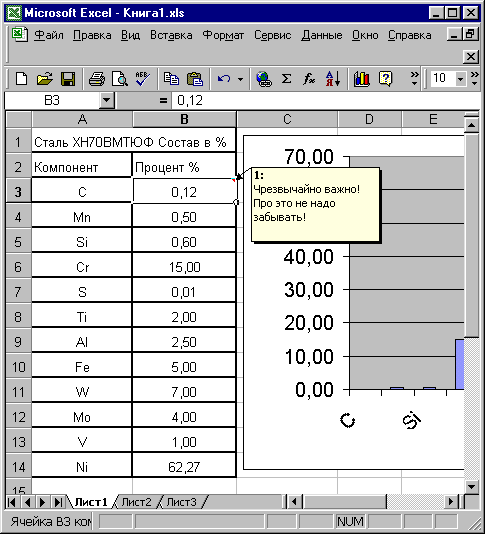 Microsoft Excel - Книга1.xls
Файл Правка Вид Вставка Формат Сервис Данные Окно Справка
10
B3 = 0,12
A B C D E
1 Сталь ХН70ВМТЮФ Состав в %
2 Компонент Процент %
3 C 0,12
4 Mn 0,50
5 Si 0,60
6 Cr 15,00
7 S 0,01
8 Ti 2,00
9 Al 2,50
10 Fe 5,00
11 W 7,00
12 Mo 4,00
13 V 1,00
14 Ni 62,27
15
70,00
1:
Чрезвычайно важно!
Про это не надо
забывать!
40,00
30,00
20,00
10,00
0,00
C Si
Лист1 Лист2 Лист3
Ячейка B3 ком
NUM